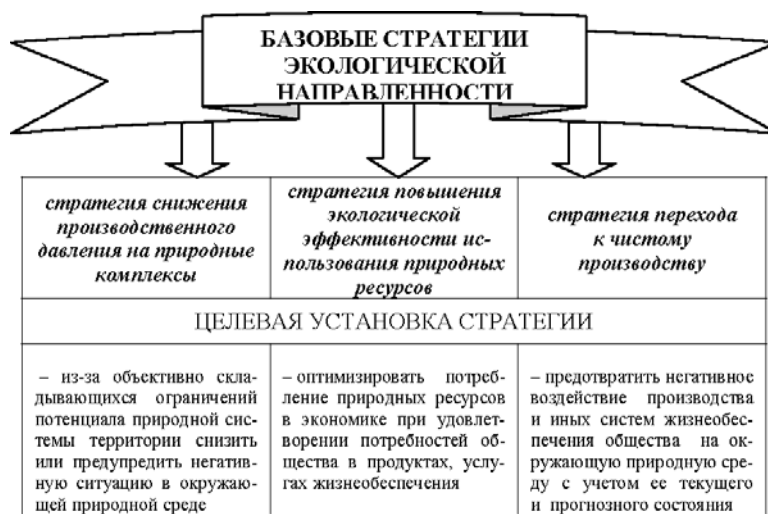 БАЗОВЫЕ СТРАТЕГИИ
ЭКОЛОГИЧЕСКОЙ
НАПРАВЛЕННОСТИ
стратегия снижения
производственного
давления на природные
комплексы
стратегия повышения
экологической
эффективности ис-
пользования природных
ресурсов
стратегия перехода
к чистому
производству
ЦЕЛЕВАЯ УСТАНОВКА СТРАТЕГИИ
– из-за объективно скла-
дывающихся ограничений
потенциала природной сис-
темы территории снизить
или предупредить негатив-
ную ситуацию в окружаю-
щей природной среде
– оптимизировать потреб-
ление природных ресурсов
в экономике при удовлет-
ворении потребностей об-
щества в продуктах, услу-
гах жизнеобеспечения
– предотвратить негативное
воздействие производства
и иных систем жизнеобес-
печения общества на ок-
ружающую природную сре-
ду с учетом ее текущего
и прогнозного состояния